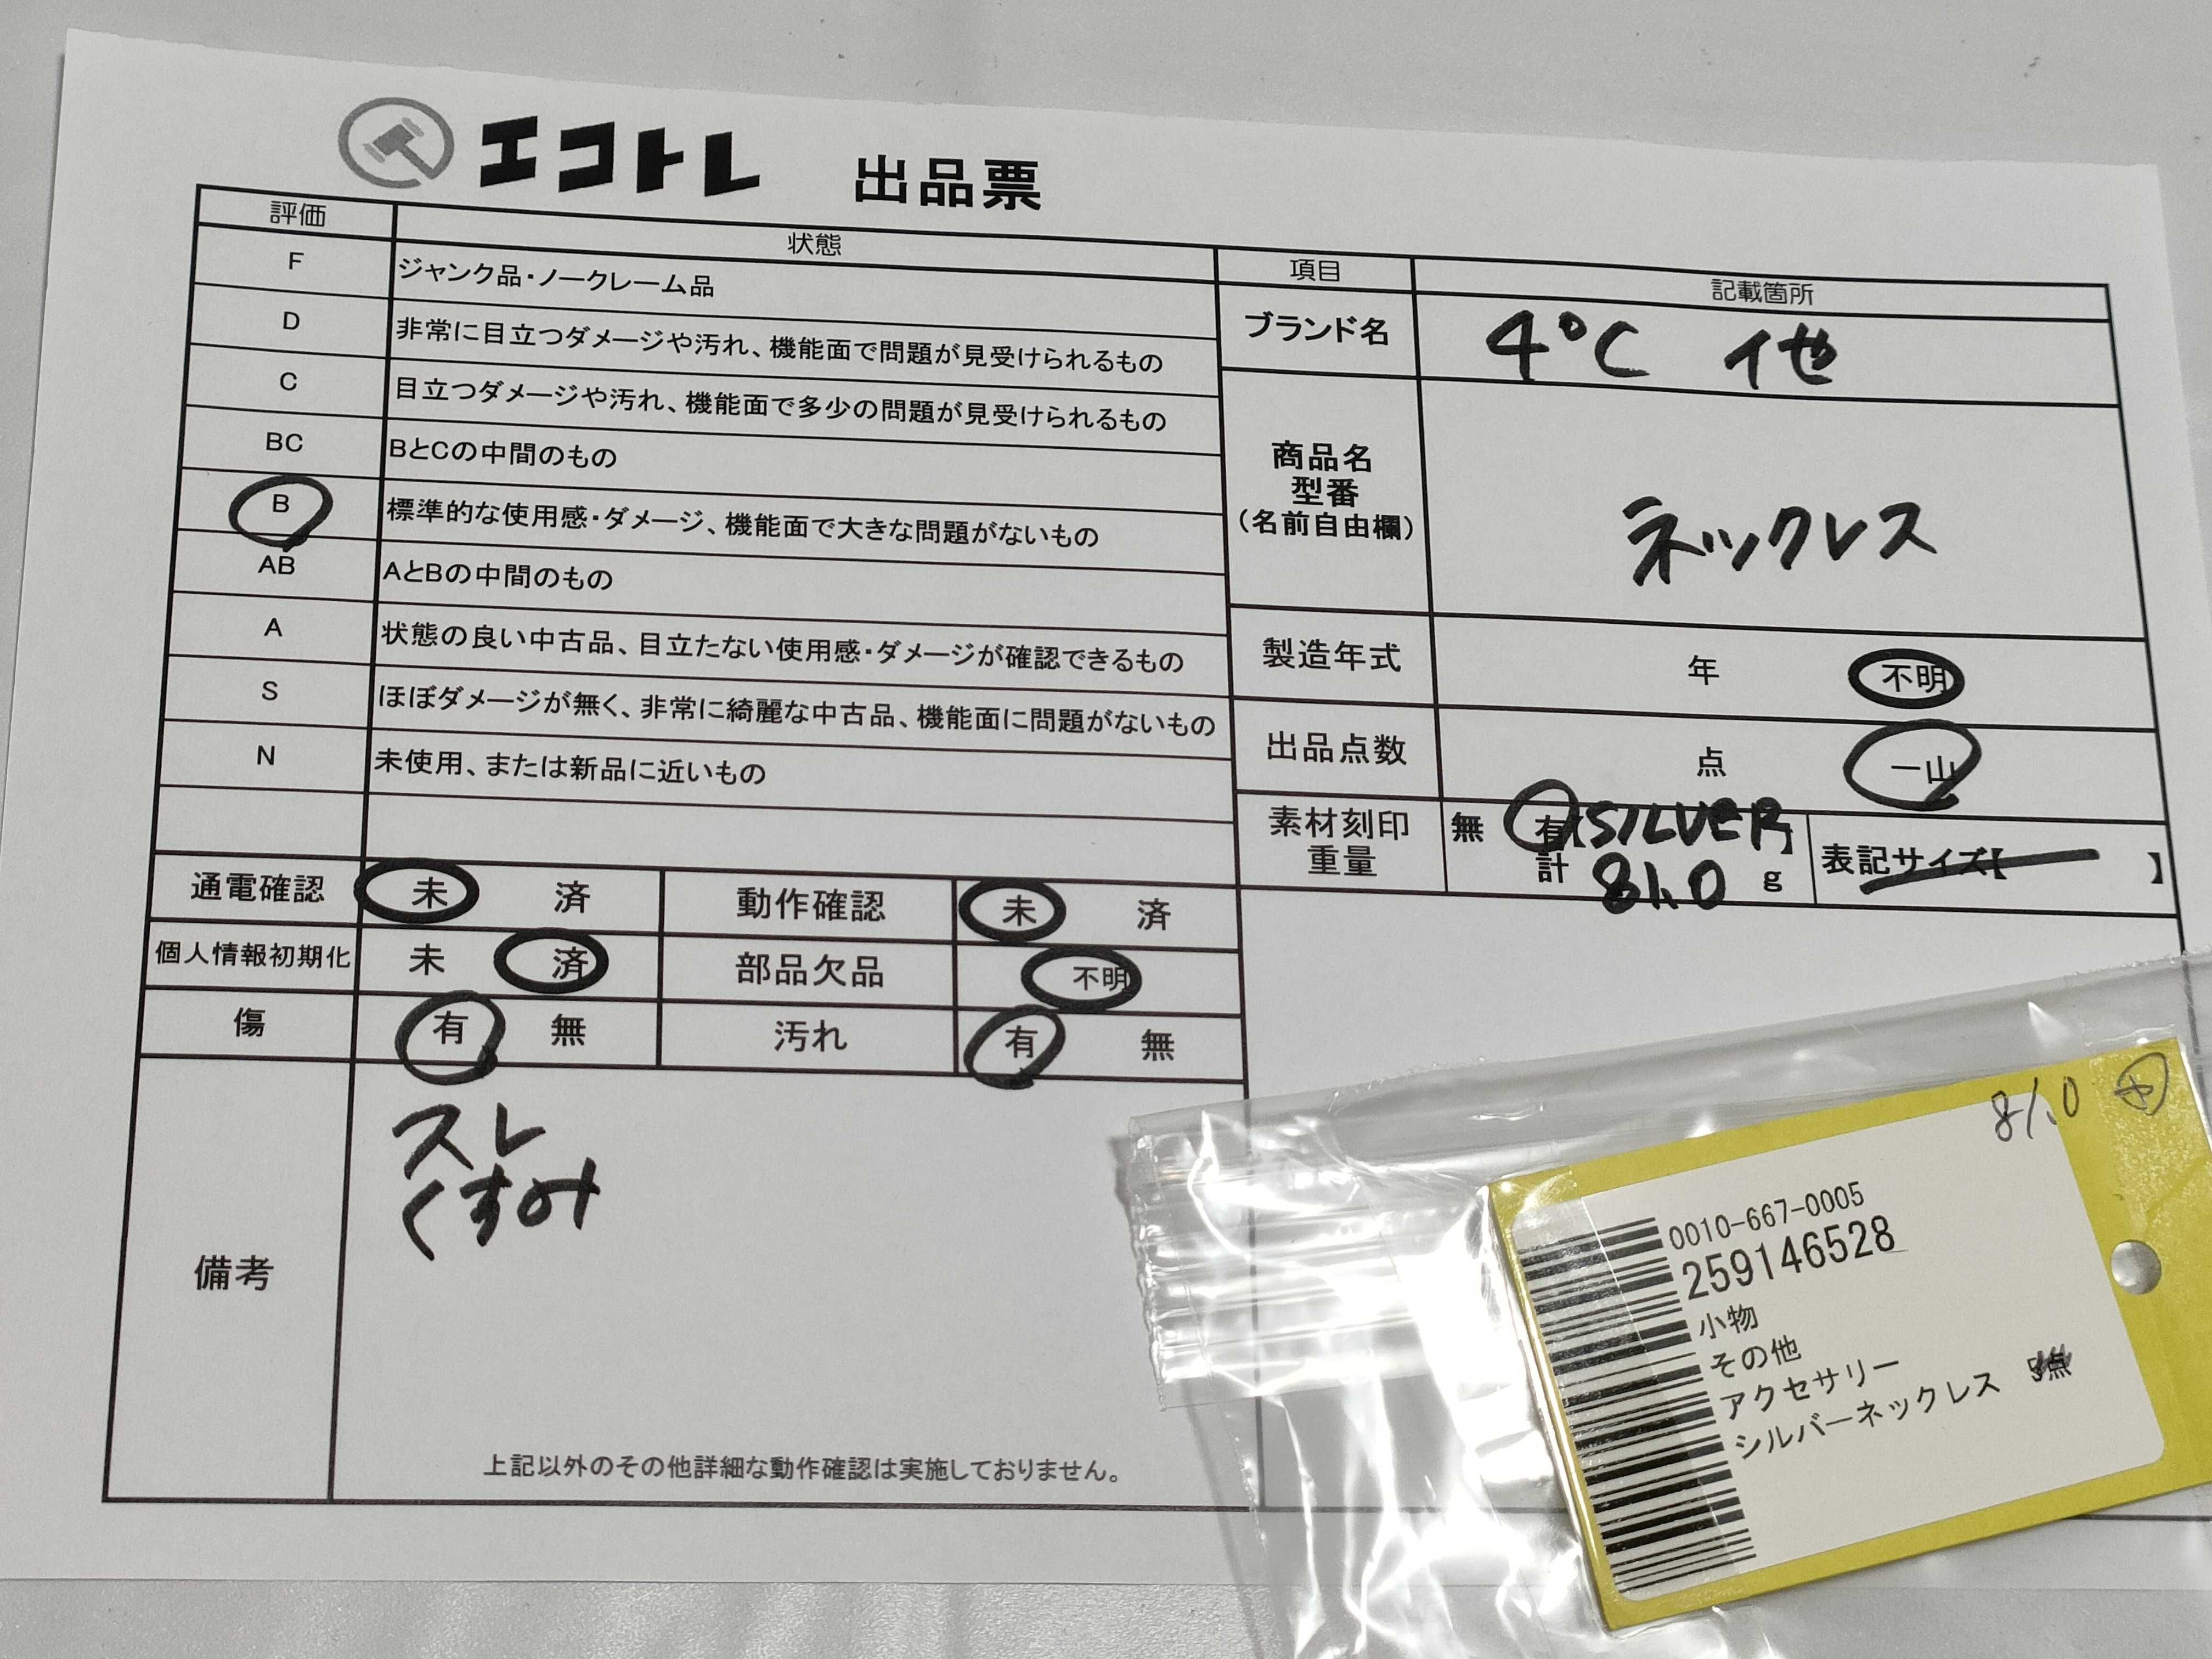 エコトレ 出品票
評価 状態
F ジャンク品・ノークレーム品
D 非常に目立つダメージや汚れ、機能面で問題が見受けられるもの
C 目立つダメージや汚れ、機能面で多少の問題が見受けられるもの
BC BとCの中間のもの
B 標準的な使用感・ダメージ、機能面で大きな問題がないもの
AB AとBの中間のもの
A 状態の良い中古品、目立たない使用感・ダメージが確認できるもの
S ほぼダメージが無く、非常に綺麗な中古品、機能面に問題がないもの
N 未使用、または新品に近いもの
通電確認 未 済 動作確認 未 済
個人情報初期化 未 済 部品欠品 不明
傷 有 無 汚れ 有 無
備考
スレ
くすみ
上記以外のその他詳細な動作確認は実施しておりません。
項目 記載箇所
ブランド名 4℃ 他
商品名
型番
(名前自由欄)
ネックレス
製造年式 年 不明
出品点数 点 一山
素材刻印 無 有【SILVER】
重量 計 81.0 g
表記サイズ【 】
81.0
0010-667-0005
259146528
小物
その他
アクセサリー
シルバーネックレス 点